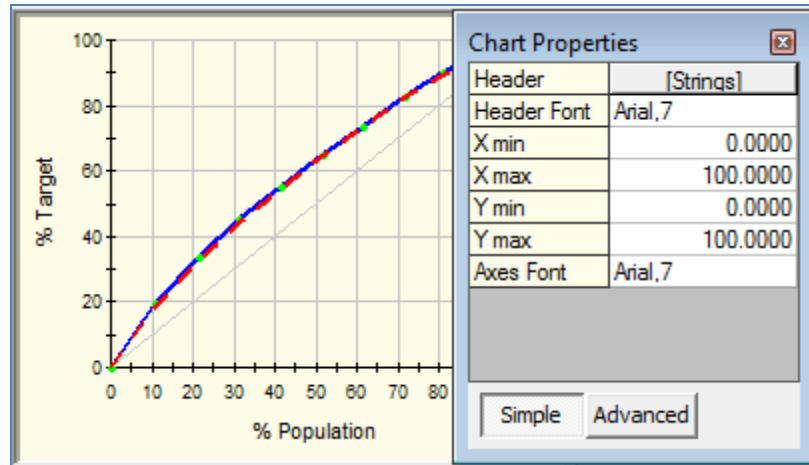 100
80
60
40
20
0
% Target
0 10 20 30 40 50 60 70 80
% Population
Chart Properties
Header [Strings]
Header Font Arial,7
X min 0.0000
X max 100.0000
Y min 0.0000
Y max 100.0000
Axes Font Arial,7
Simple Advanced